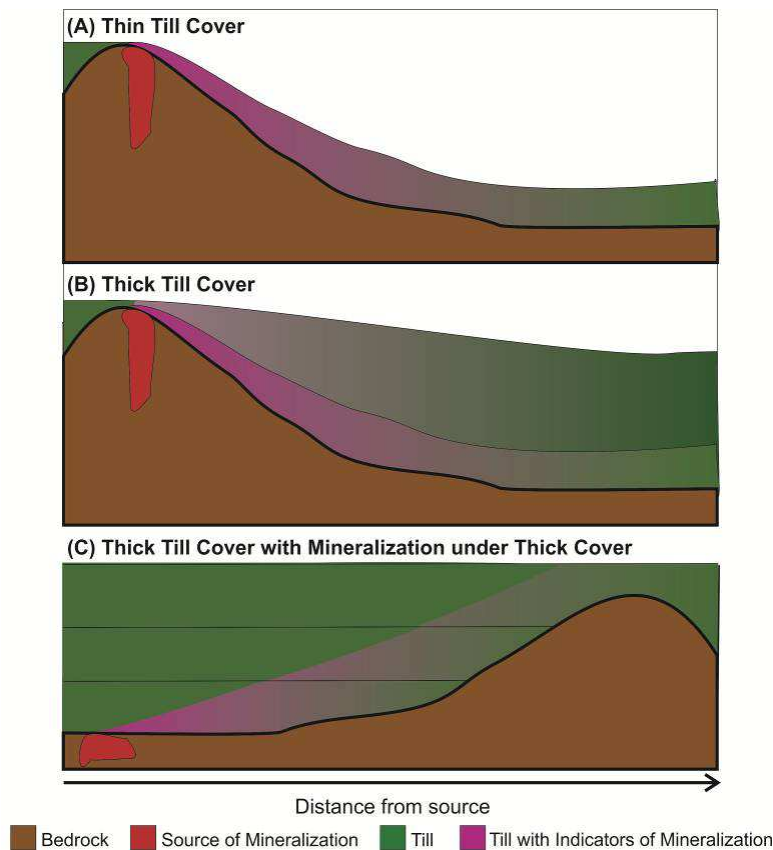 (A) Thin Till Cover
(B) Thick Till Cover
(C) Thick Till Cover with Mineralization under Thick Cover
Distance from source
Bedrock Source of Mineralization Till Till with Indicators of Mineralization